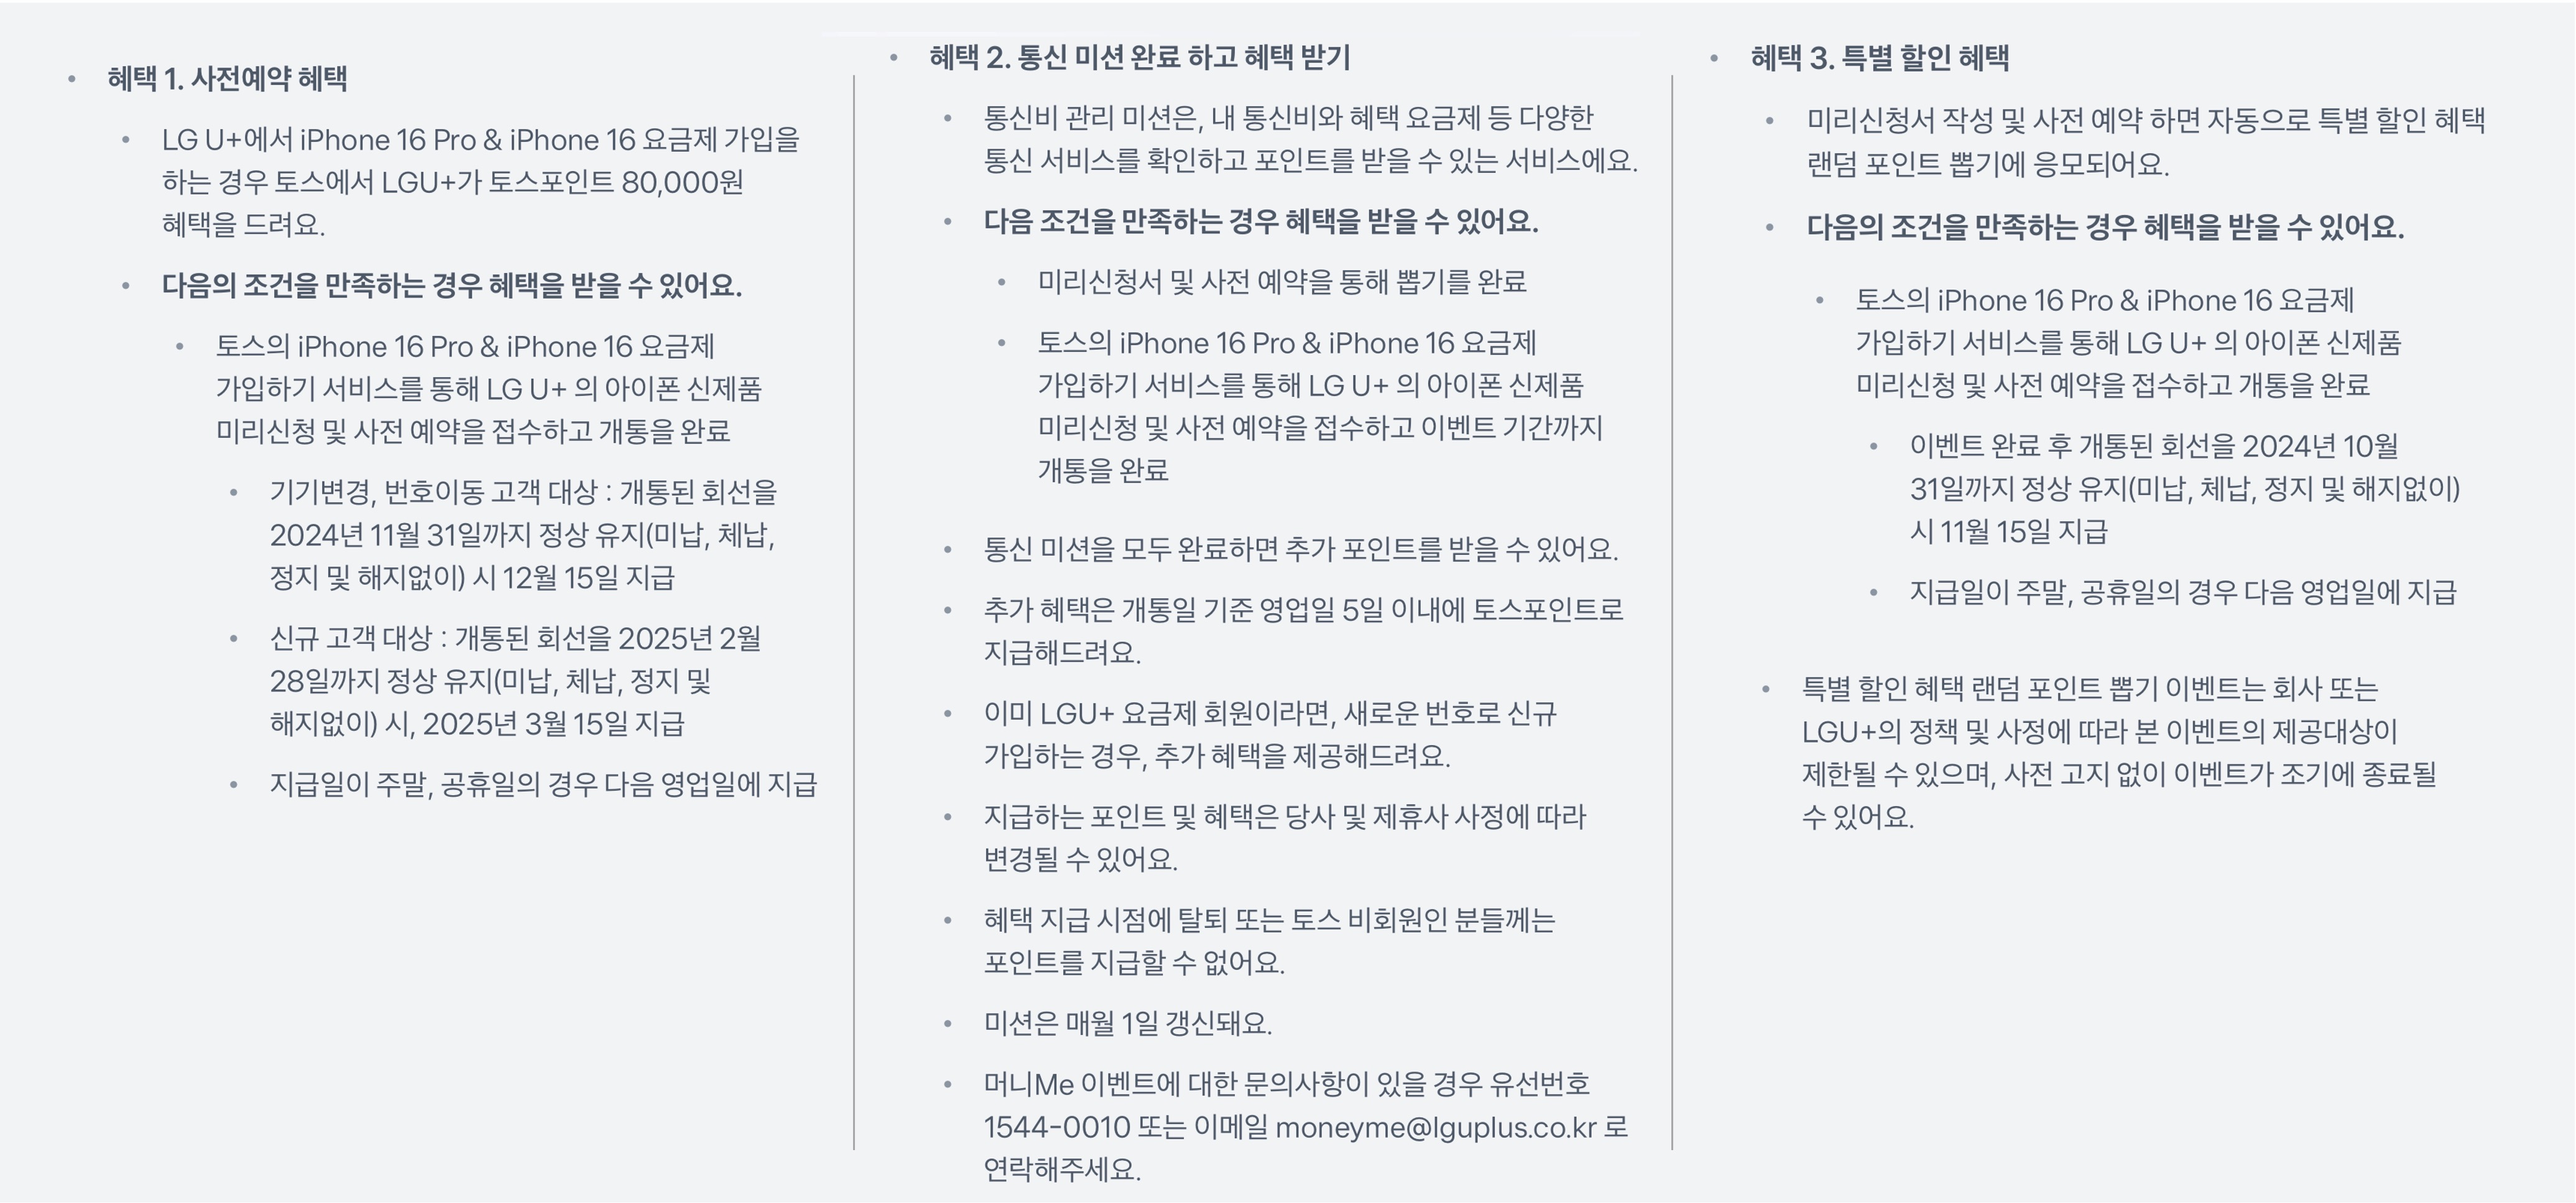 • 혜택 1. 사전예약 혜택
• LG U+에서 iPhone 16 Pro & iPhone 16 요금제 가입을
하는 경우 토스에서 LGU+가 토스포인트 80,000원
혜택을 드려요.
• 다음의 조건을 만족하는 경우 혜택을 받을 수 있어요.
• 토스의 iPhone 16 Pro & iPhone 16 요금제
가입하기 서비스를 통해 LG U+ 의 아이폰 신제품
미리신청 및 사전 예약을 접수하고 개통을 완료
• 기기변경, 번호이동 고객 대상 : 개통된 회선을
2024년 11월 31일까지 정상 유지(미납, 체납,
정지 및 해지없이) 시 12월 15일 지급
• 신규 고객 대상 : 개통된 회선을 2025년 2월
28일까지 정상 유지(미납, 체납, 정지 및
해지없이) 시, 2025년 3월 15일 지급
• 지급일이 주말, 공휴일의 경우 다음 영업일에 지급
• 혜택 2. 통신 미션 완료 하고 혜택 받기
• 통신비 관리 미션은, 내 통신비와 혜택 요금제 등 다양한
통신 서비스를 확인하고 포인트를 받을 수 있는 서비스에요.
• 다음 조건을 만족하는 경우 혜택을 받을 수 있어요.
• 미리신청서 및 사전 예약을 통해 뽑기를 완료
• 토스의 iPhone 16 Pro & iPhone 16 요금제
가입하기 서비스를 통해 LG U+ 의 아이폰 신제품
미리신청 및 사전 예약을 접수하고 이벤트 기간까지
개통을 완료
• 통신 미션을 모두 완료하면 추가 포인트를 받을 수 있어요.
• 추가 혜택은 개통일 기준 영업일 5일 이내에 토스포인트로
지급해드려요.
• 이미 LGU+ 요금제 회원이라면, 새로운 번호로 신규
가입하는 경우, 추가 혜택을 제공해드려요.
• 지급하는 포인트 및 혜택은 당사 및 제휴사 사정에 따라
변경될 수 있어요.
• 혜택 지급 시점에 탈퇴 또는 토스 비회원인 분들께는
포인트를 지급할 수 없어요.
• 미션은 매월 1일 갱신돼요.
• 머니Me 이벤트에 대한 문의사항이 있을 경우 유선번호
1544-0010 또는 이메일 moneyme@lguplus.co.kr 로
연락해주세요.
• 혜택 3. 특별 할인 혜택
• 미리신청서 작성 및 사전 예약 하면 자동으로 특별 할인 혜택
랜덤 포인트 뽑기에 응모되어요.
• 다음의 조건을 만족하는 경우 혜택을 받을 수 있어요.
• 토스의 iPhone 16 Pro & iPhone 16 요금제
가입하기 서비스를 통해 LG U+ 의 아이폰 신제품
미리신청 및 사전 예약을 접수하고 개통을 완료
• 이벤트 완료 후 개통된 회선을 2024년 10월
31일까지 정상 유지(미납, 체납, 정지 및 해지없이)
시 11월 15일 지급
• 지급일이 주말, 공휴일의 경우 다음 영업일에 지급
• 특별 할인 혜택 랜덤 포인트 뽑기 이벤트는 회사 또는
LGU+의 정책 및 사정에 따라 본 이벤트의 제공대상이
제한될 수 있으며, 사전 고지 없이 이벤트가 조기에 종료될
수 있어요.